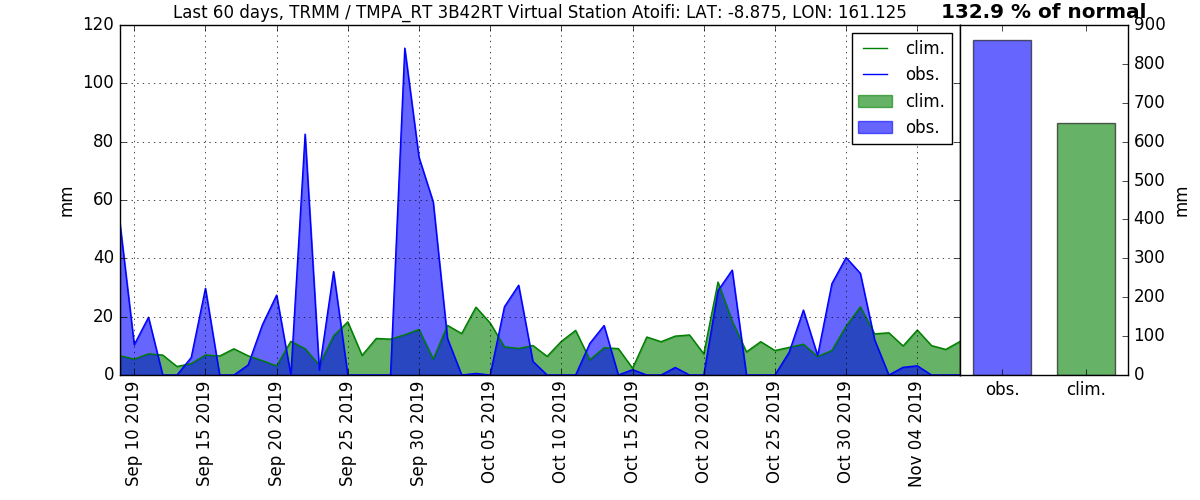 Last 60 days, TRMM / TMPA_RT 3B42RT Virtual Station Atoifi: LAT: -8.875, LON: 161.125
132.9 % of normal
120
100
80
60
40
20
0
mm
clim.
obs.
clim.
obs.
Sep 10 2019
Sep 15 2019
Sep 20 2019
Sep 25 2019
Sep 30 2019
Oct 05 2019
Oct 10 2019
Oct 15 2019
Oct 20 2019
Oct 25 2019
Oct 30 2019
Nov 04 2019
900
800
700
600
500
400
300
200
100
0
mm
obs.
clim.